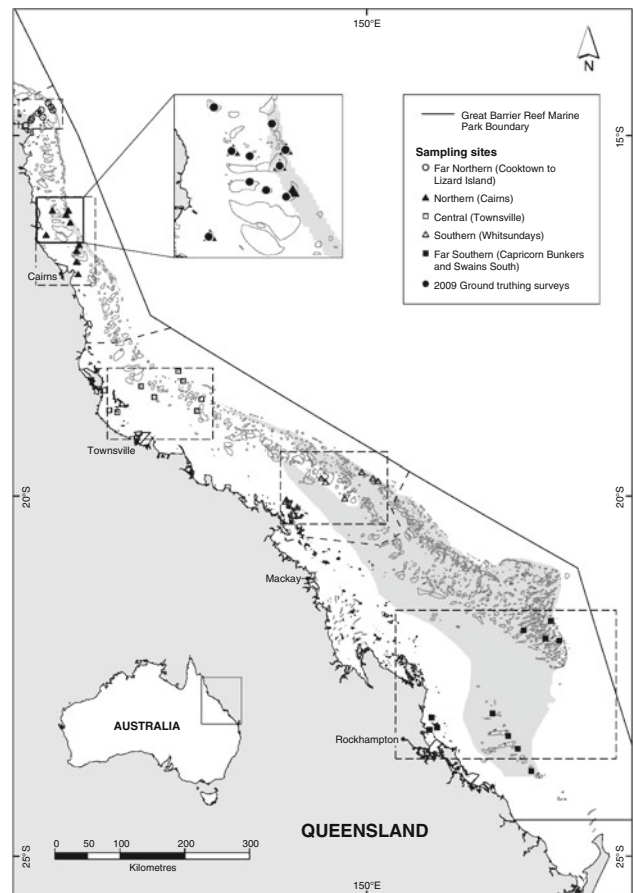 150°E
N
Great Barrier Reef Marine
Park Boundary
Sampling sites
Far Northern (Cooktown to
Lizard Island)
Northern (Cairns)
Central (Townsville)
Southern (Whitsundays)
Far Southern (Capricorn Bunkers
and Swains South)
2009 Ground truthing surveys
15°S
Cairns
Townsville
20°S
20°S
Mackay
AUSTRALIA
Rockhampton
QUEENSLAND
0 50 100 200 300
Kilometres
25°S
25°S
150°E